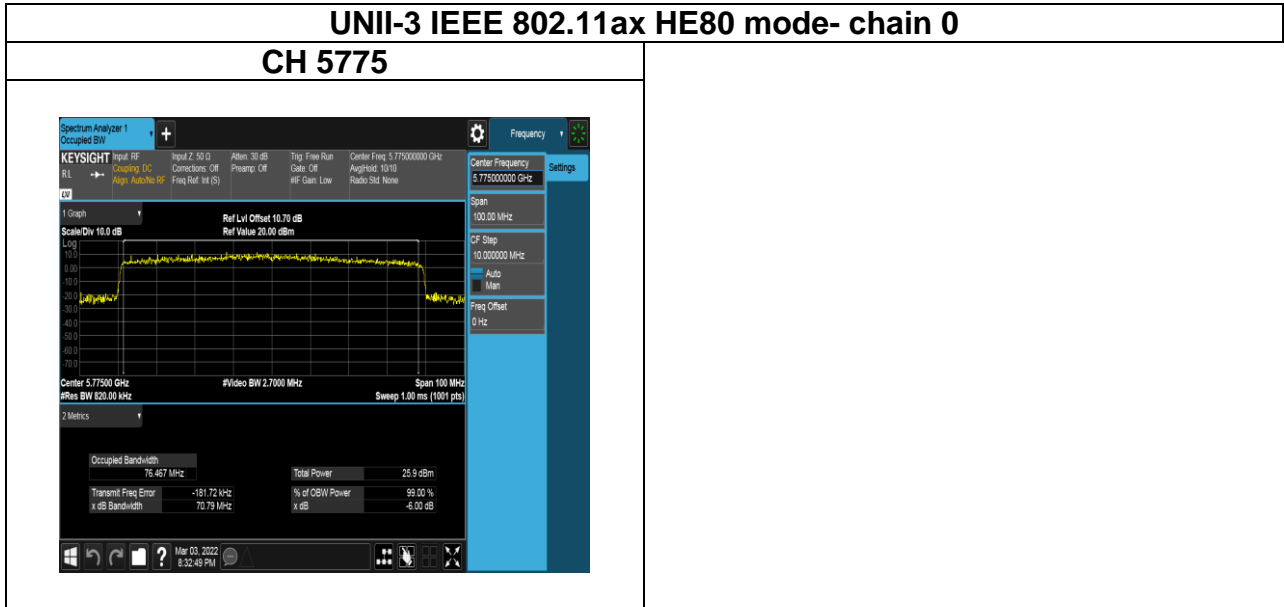 UNII-3 IEEE 802.11ax HE80 mode- chain 0
CH 5775
Spectrum Analyzer 1
Occupied BW
+
Frequency
KEYSIGHT
RL
Input: RF
Coupling: DC
Align: Auto/No RF
Input Z: 50 Ω
Corrections: Off
Freq Ref: Int (S)
Atten: 30 dB
Preamp: Off
Trig: Free Run
Gate: Off
#IF Gain: Low
Center Freq: 5.775000000 GHz
Avg|Hold: 10/10
Radio Std: None
Center Frequency
5.775000000 GHz
Settings
Span
100.00 MHz
CF Step
10.000000 MHz
Auto
Man
Freq Offset
0 Hz
1 Graph
Scale/Div 10.0 dB
Ref Lvl Offset 10.70 dB
Ref Value 20.00 dBm
Log
10.0
0.00
-10.0
-20.0
-30.0
-40.0
-50.0
-60.0
-70.0
Center 5.77500 GHz
#Video BW 2.7000 MHz
Span 100 MHz
#Res BW 820.00 kHz
Sweep 1.00 ms (1001 pts)
2 Metrics
Occupied Bandwidth
76.467 MHz
Total Power 25.9 dBm
Transmit Freq Error -181.72 kHz
% of OBW Power 99.00 %
x dB Bandwidth 70.79 MHz
x dB -6.00 dB
?
Mar 03, 2022
8:32:49 PM